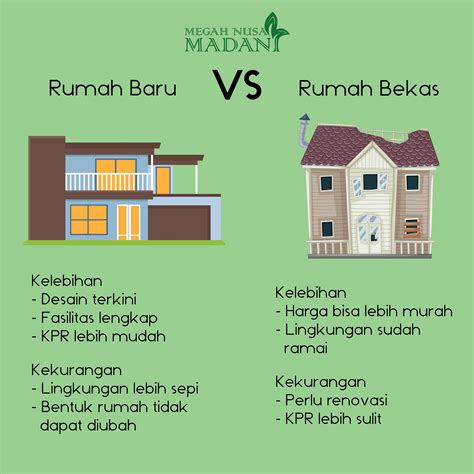 MEGAH NUSA
MADANI
Rumah Baru
VS
Rumah Bekas
Kelebihan
- Desain terkini
- Fasilitas lengkap
- KPR lebih mudah
Kekurangan
- Lingkungan lebih sepi
- Bentuk rumah tidak
dapat diubah
Kelebihan
- Harga bisa lebih murah
- Lingkungan sudah
ramai
Kekurangan
- Perlu renovasi
- KPR lebih sulit